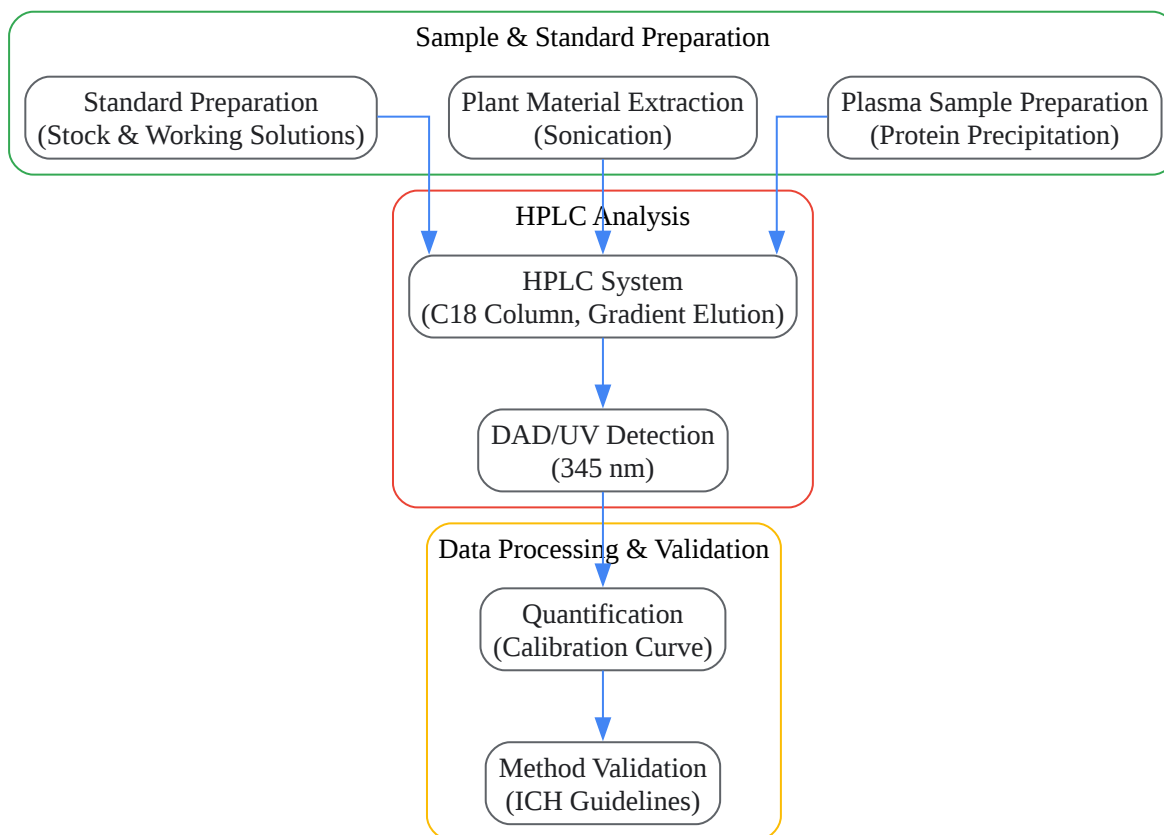 Sample & Standard Preparation
Standard Preparation
(Stock & Working Solutions)
Plant Material Extraction
(Sonication)
Plasma Sample Preparation
(Protein Precipitation)
HPLC Analysis
HPLC System
(C18 Column, Gradient Elution)
DAD/UV Detection
(345 nm)
Data Processing & Validation
Quantification
(Calibration Curve)
Method Validation
(ICH Guidelines)